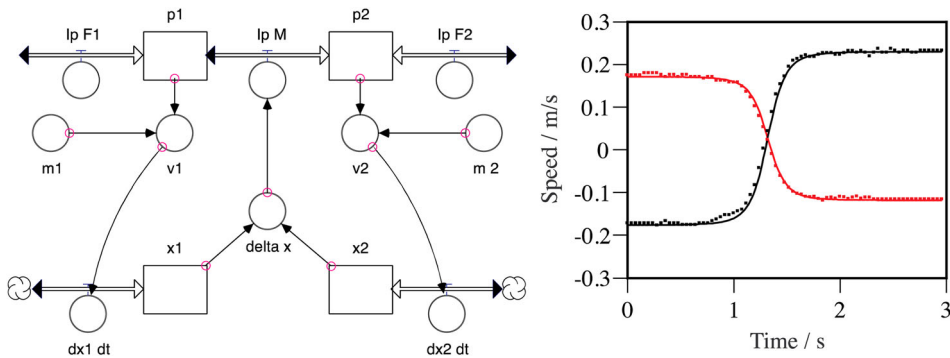 p1
p2
Ip F1
Ip M
Ip F2
m1
v1
v2
m 2
x1
delta x
x2
dx1 dt
dx2 dt
0.3
0.2
0.1
0
-0.1
-0.2
-0.3
Speed / m/s
0
1
2
3
Time / s